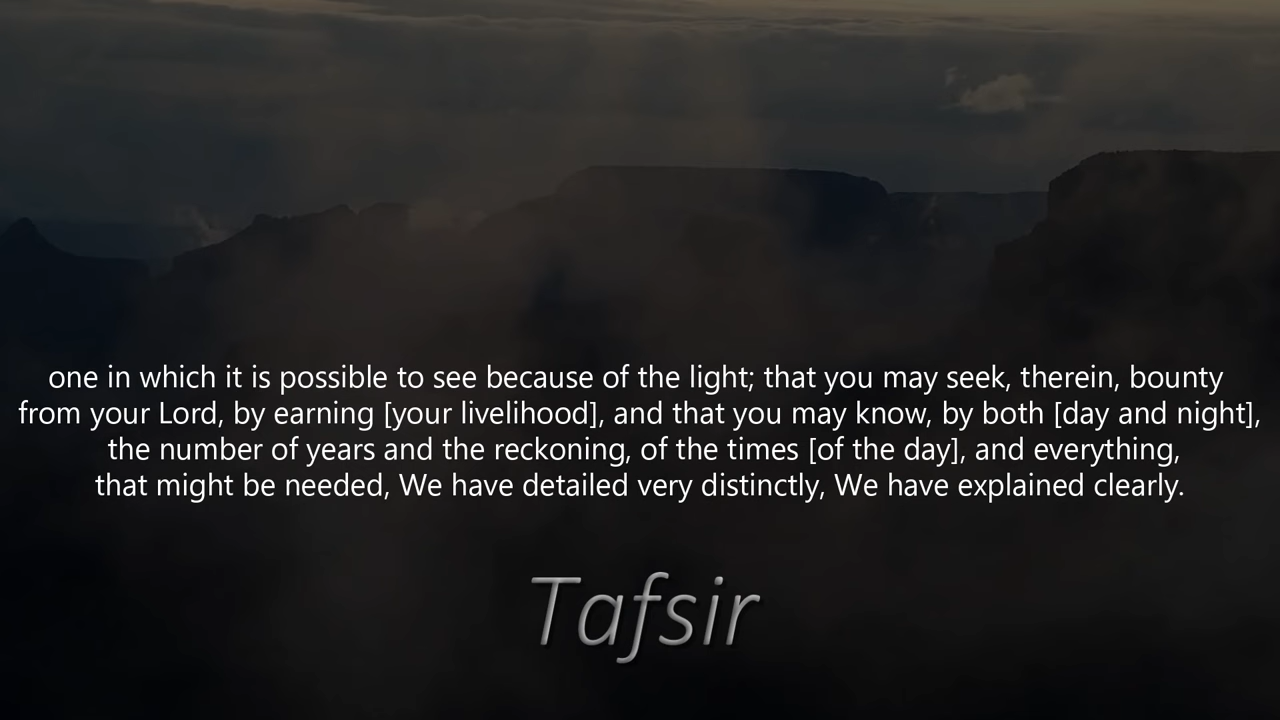 one in which it is possible to see because of the light; that you may seek, therein, bounty
from your Lord, by earning [your livelihood], and that you may know, by both [day and night],
the number of years and the reckoning, of the times [of the day], and everything,
that might be needed, We have detailed very distinctly, We have explained clearly.
Tafsir